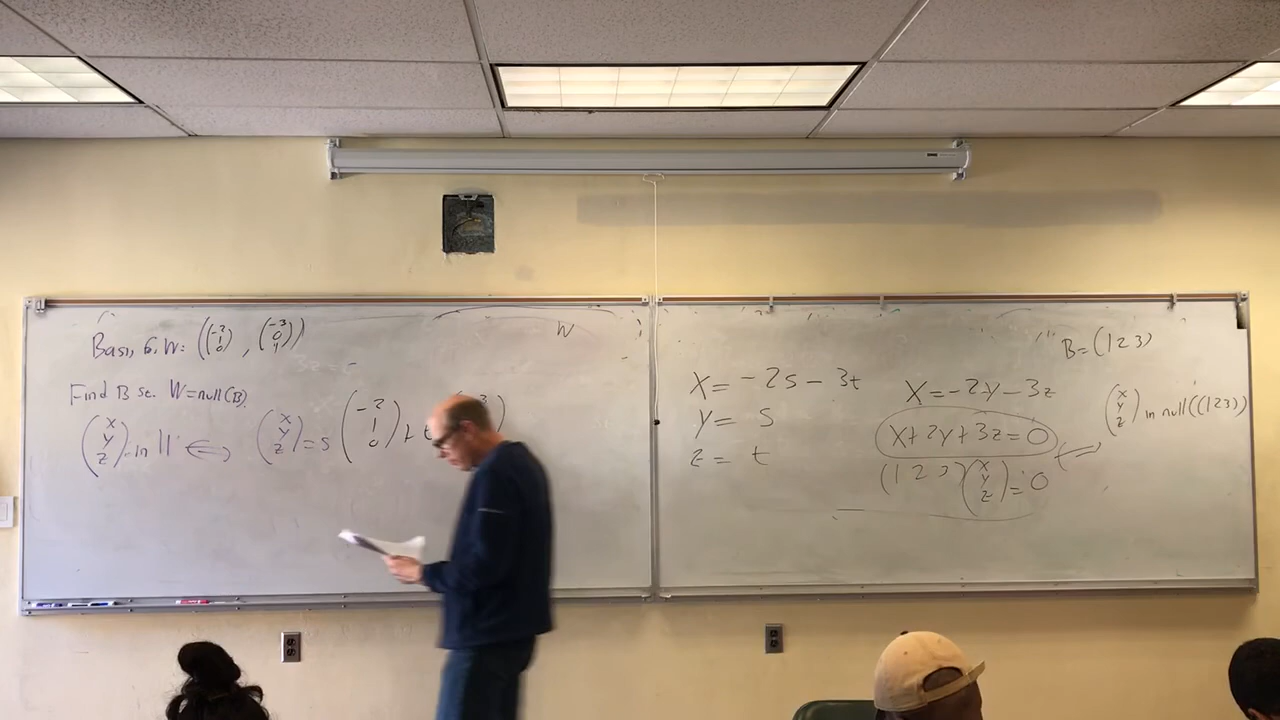 Basis f. W: ((-2 1 0), (-3 0 1))
Find B st. W=null(B)
(x y z) in W ↔ (x y z) = s(-2 1 0) + t
W
X = -2s - 3t
Y = s
z = t
X = -2y - 3z
X+2y+3z=0
(1 2 3)(x y z) = 0
B=(1 2 3)
(x y z) in null((1 2 3))